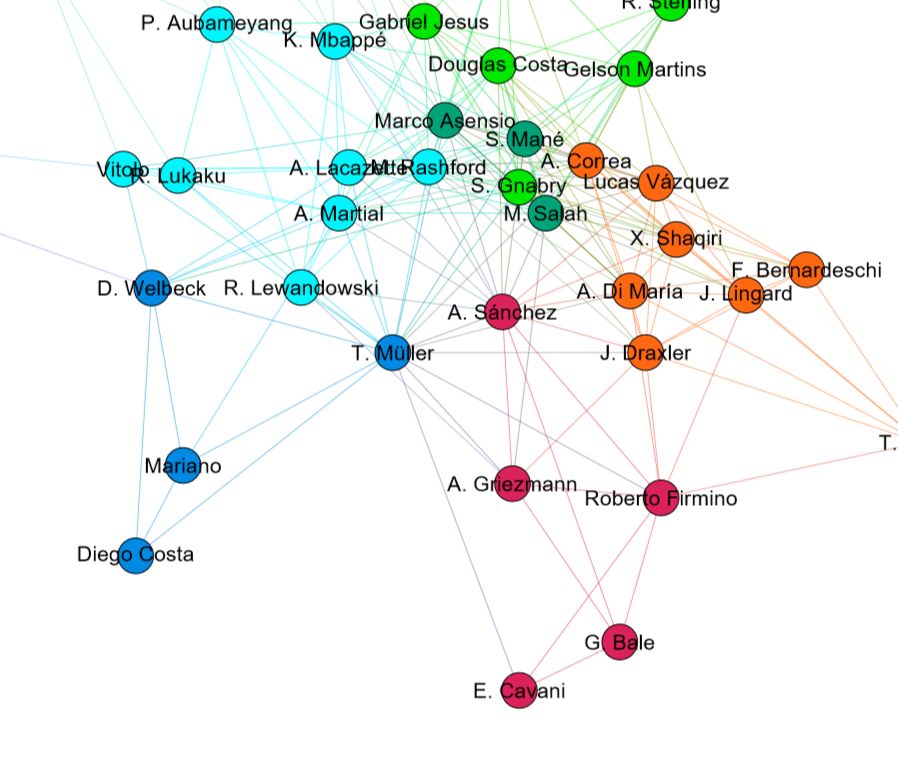 R. Sterling
P. Aubameyang
Gabriel Jesus
K. Mbappé
Douglas Costa
Gelson Martins
Marco Asensio
S. Mané
A. Correa
Vitolo
R. Lukaku
A. Lacazette
M. Rashford
S. Gnabry
Lucas Vázquez
A. Martial
M. Salah
X. Shaqiri
F. Bernardeschi
D. Welbeck
R. Lewandowski
A. Di María
J. Lingard
A. Sánchez
T. Müller
J. Draxler
T.
Mariano
A. Griezmann
Roberto Firmino
Diego Costa
G. Bale
E. Cavani